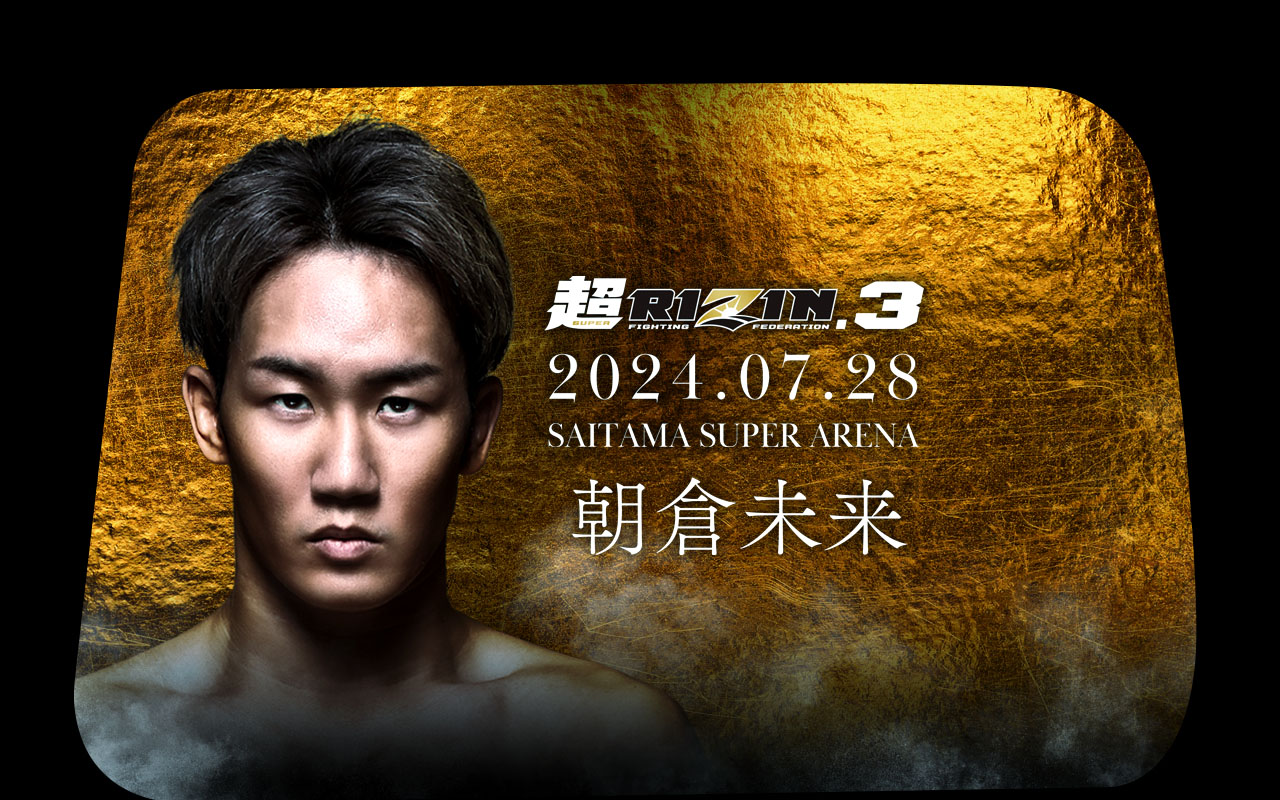 超RIZIN.3
SUPER FIGHTING FEDERATION
2024.07.28
SAITAMA SUPER ARENA
朝倉未来